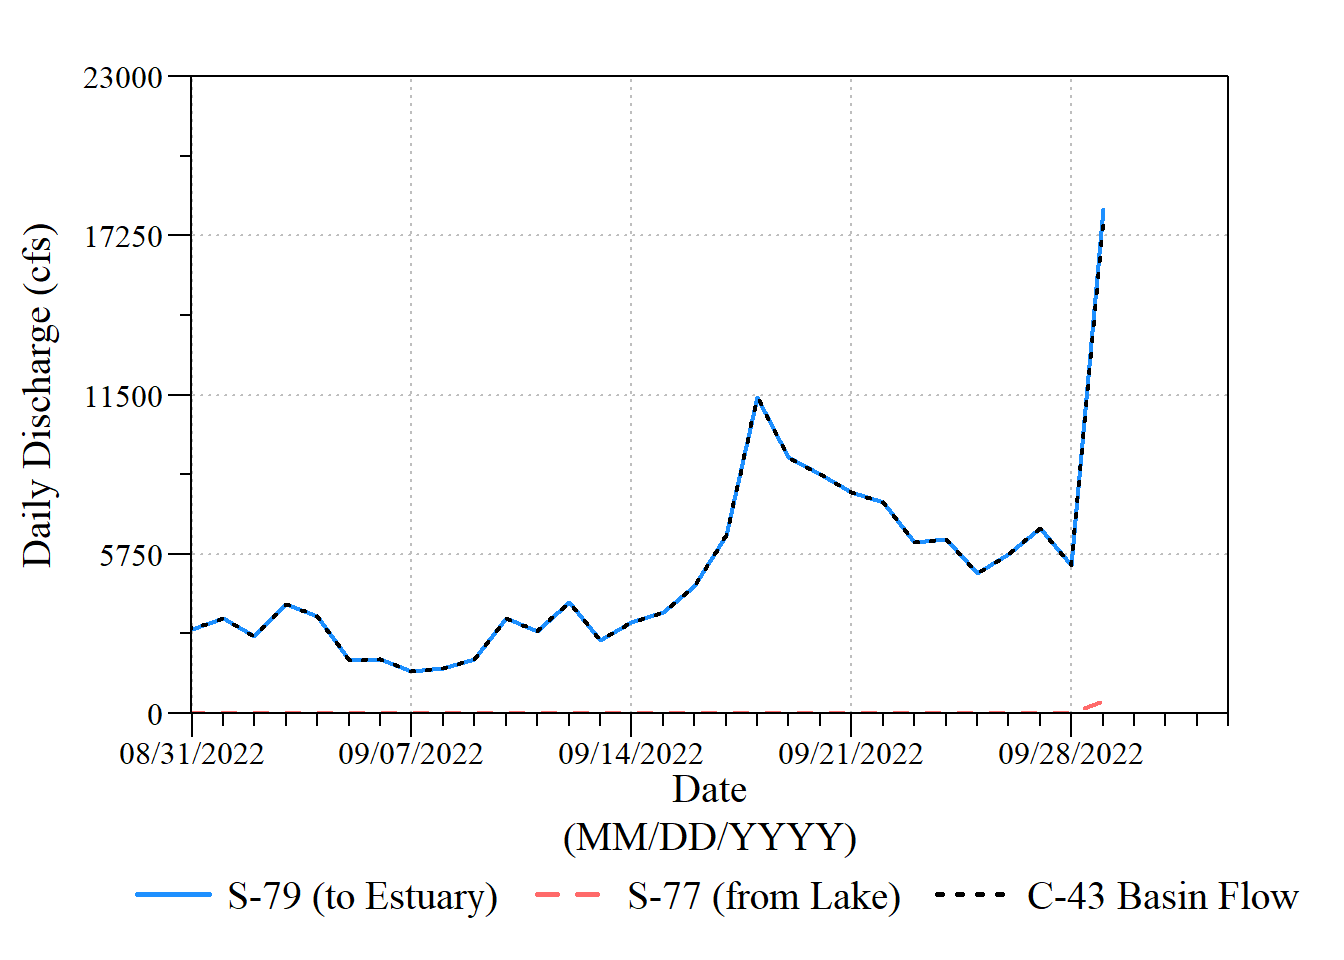 23000
17250
11500
5750
0
Daily Discharge (cfs)
08/31/2022 09/07/2022 09/14/2022 09/21/2022 09/28/2022
Date
(MM/DD/YYYY)
S-79 (to Estuary) S-77 (from Lake) C-43 Basin Flow